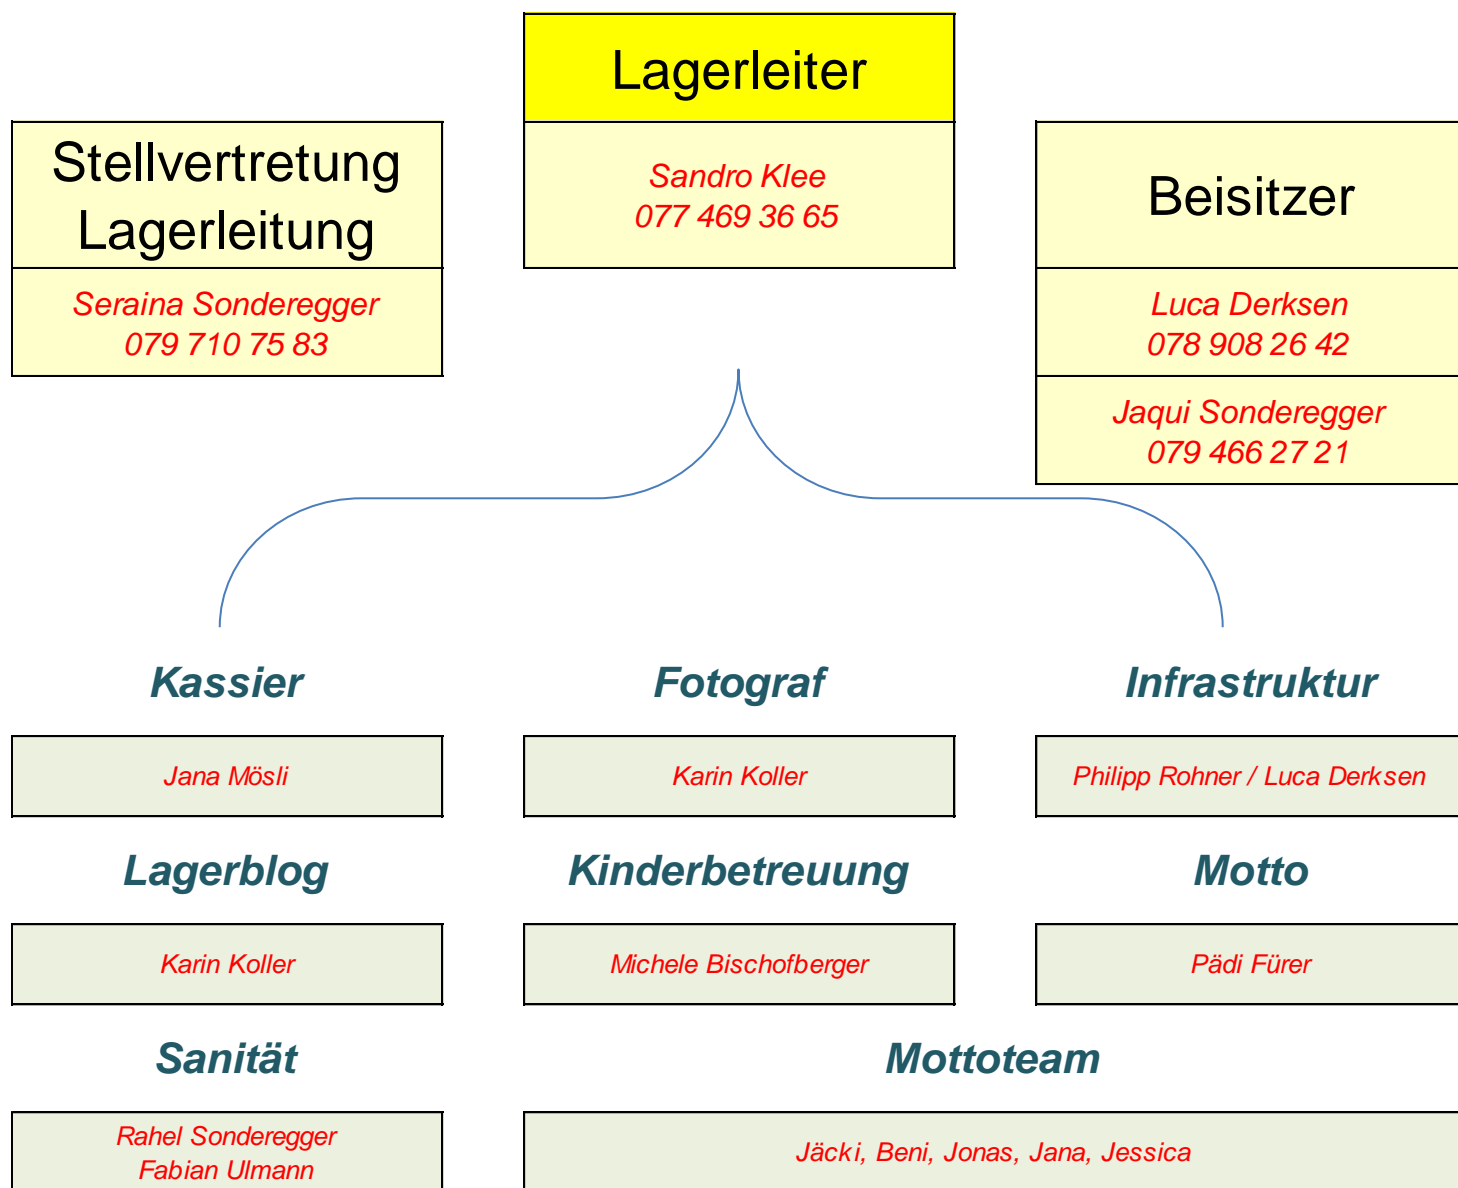 Lagerleiter
Sandro Klee
077 469 36 65
Stellvertretung
Lagerleitung
Seraina Sonderegger
079 710 75 83
Beisitzer
Luca Derksen
078 908 26 42
Jaqui Sonderegger
079 466 27 21
Kassier
Fotograf
Infrastruktur
Jana Mösli
Karin Koller
Philipp Rohner / Luca Derksen
Lagerblog
Kinderbetreuung
Motto
Karin Koller
Michele Bischofberger
Pädi Fürer
Sanität
Mottoteam
Rahel Sonderegger
Fabian Ulmann
Jäcki, Beni, Jonas, Jana, Jessica